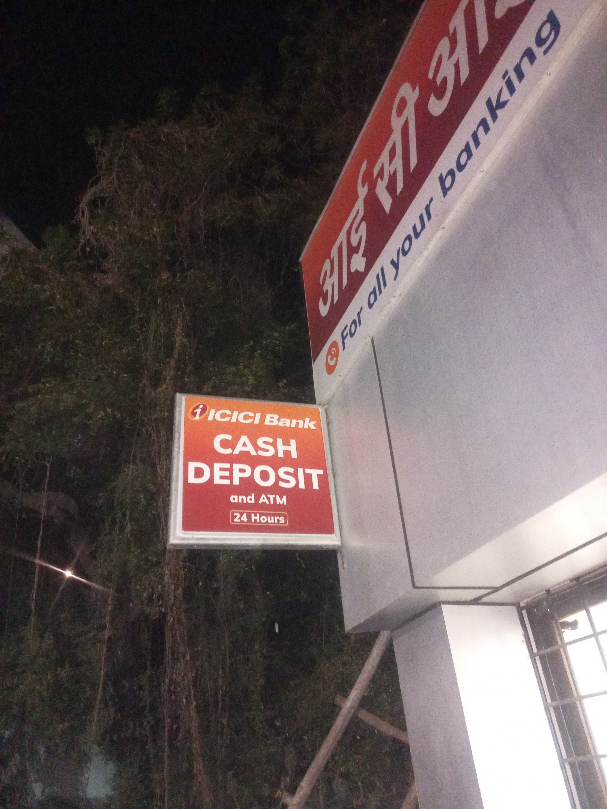 आई सी आई
For all your banking
i ICICI Bank
CASH
DEPOSIT
and ATM
24 Hours